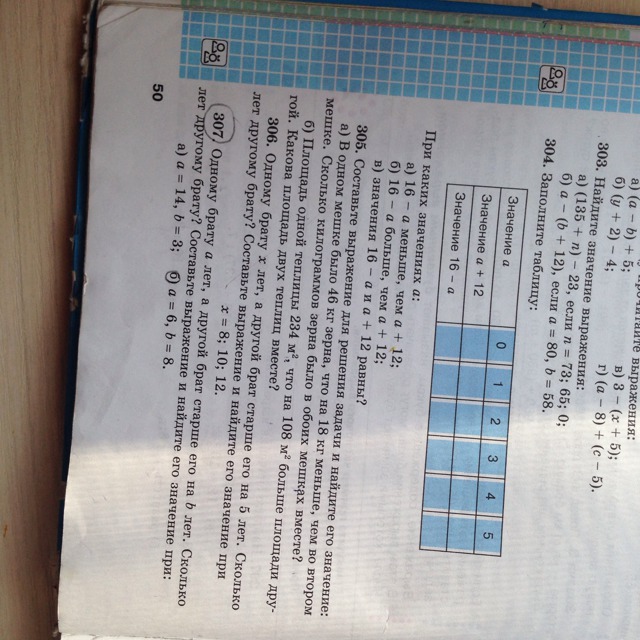 выражения:
а) (a – b) + 5;
в) 3 – (x + 5);
б) (y + 2) – 4;
г) (a – 8) + (c – 5).
303. Найдите значение выражения:
а) (135 + n) – 23, если n = 73; 65; 0;
б) a – (b + 12), если a = 80, b = 58.
304. Заполните таблицу:
Значение a 0 1 2 3 4 5
Значение a + 12
Значение 16 – a
При каких значениях a:
а) 16 – a меньше, чем a + 12;
б) 16 – a больше, чем a + 12;
в) значения 16 – a и a + 12 равны?
305. Составьте выражение для решения задачи и найдите его значение:
а) В одном мешке было 46 кг зерна, что на 18 кг меньше, чем во втором
мешке. Сколько килограммов зерна было в обоих мешках вместе?
б) Площадь одной теплицы 234 м², что на 108 м² больше площади дру-
гой. Какова площадь двух теплиц вместе?
306. Одному брату x лет, а другой брат старше его на 5 лет. Сколько
лет другому брату? Составьте выражение и найдите его значение при
x = 8; 10; 12.
307. Одному брату a лет, а другой брат старше его на b лет. Сколько
лет другому брату? Составьте выражение и найдите его значение при:
а) a = 14, b = 3; б) a = 6, b = 8.
50